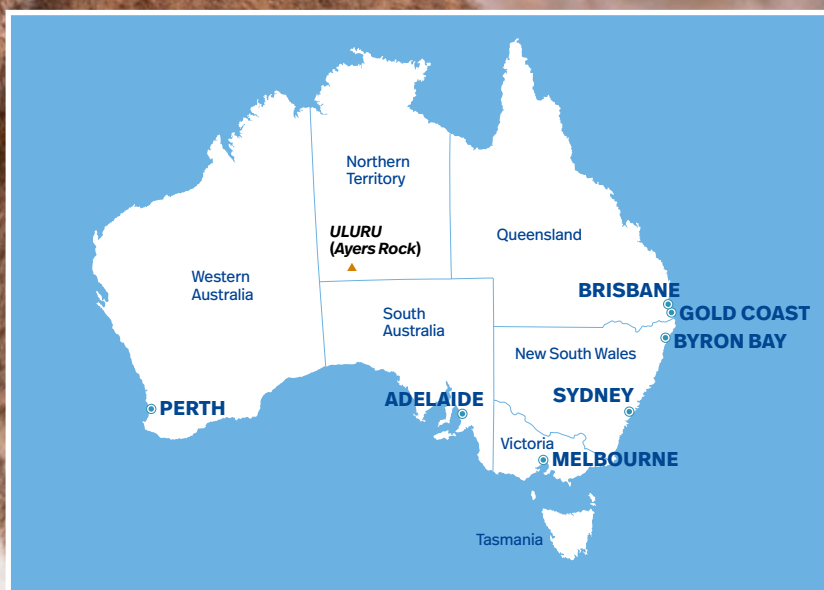 Northern
Territory
ULURU
(Ayers Rock)
Queensland
Western
Australia
BRISBANE
GOLD COAST
South
Australia
BYRON BAY
New South Wales
ADELAIDE
SYDNEY
PERTH
Victoria
MELBOURNE
Tasmania